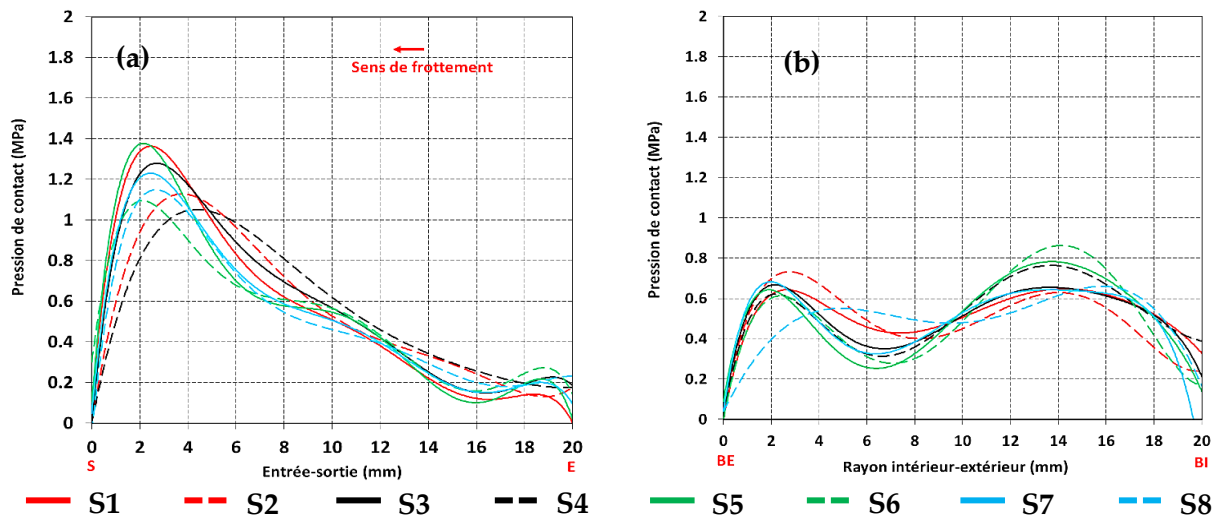 (a)
Sens de frottement
Pression de contact (MPa)
2
1.8
1.6
1.4
1.2
1
0.8
0.6
0.4
0.2
0
0 2 4 6 8 10 12 14 16 18 20
S Entrée-sortie (mm) E
(b)
Pression de contact (MPa)
2
1.8
1.6
1.4
1.2
1
0.8
0.6
0.4
0.2
0
0 2 4 6 8 10 12 14 16 18 20
BE Rayon intérieur-extérieur (mm) BI
S1 S2 S3 S4 S5 S6 S7 S8